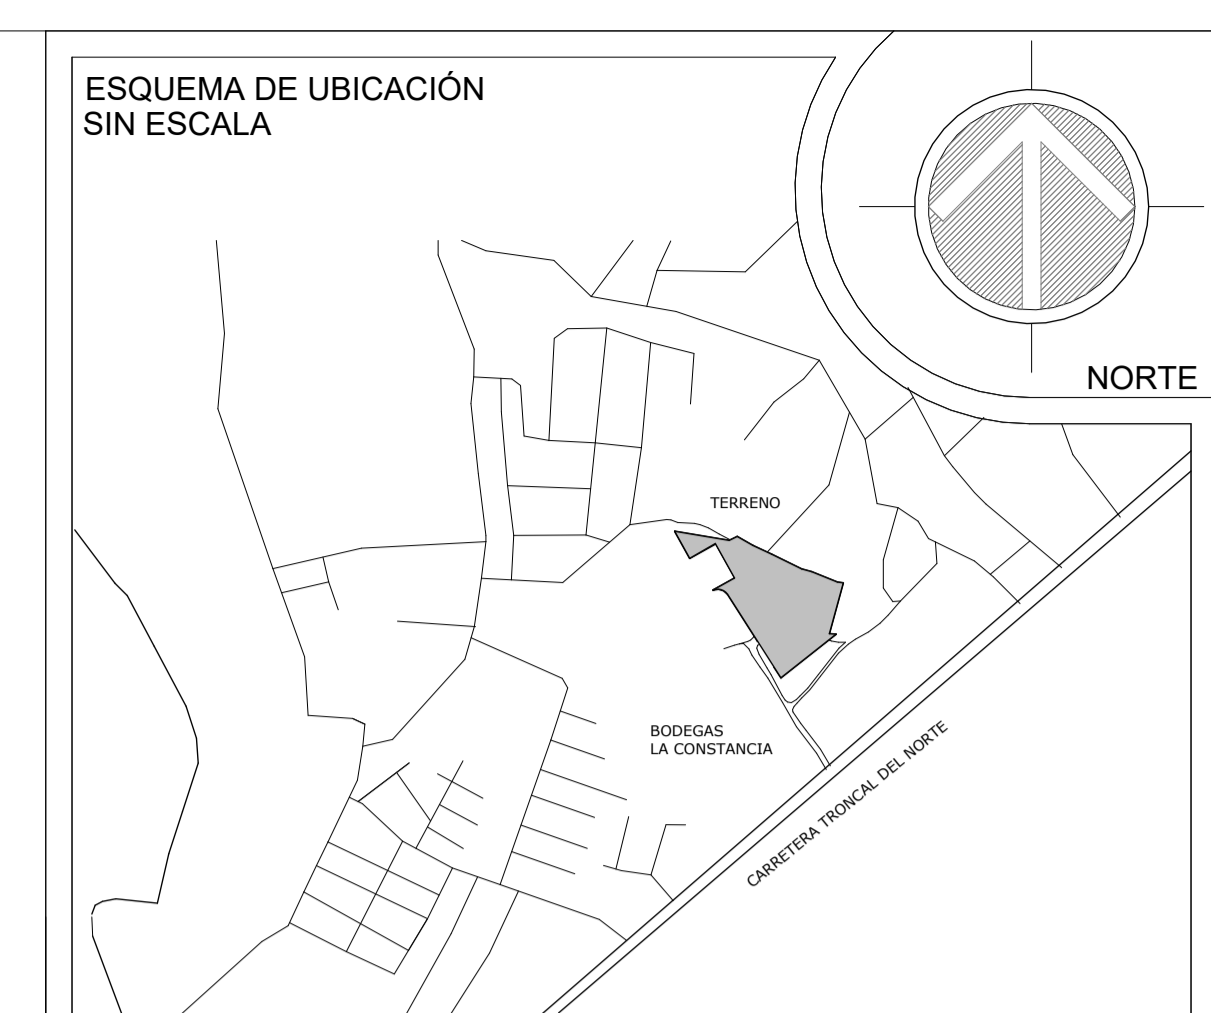 ESQUEMA DE UBICACIÓN
SIN ESCALA
NORTE
TERRENO
BODEGAS
LA CONSTANCIA
CARRETERA TRONCAL DEL NORTE